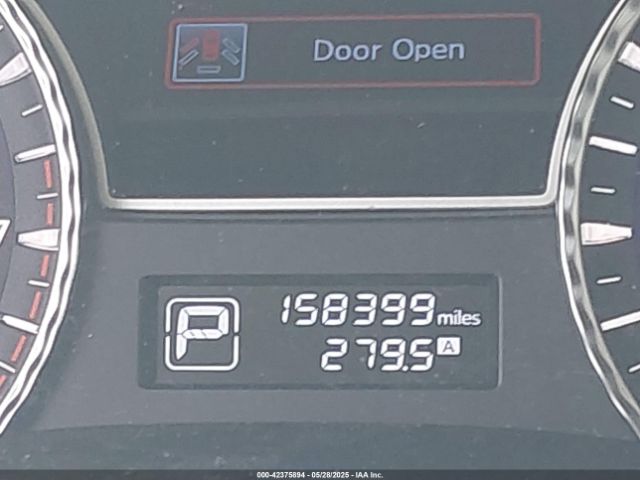 Door Open
158399 miles
P
279.5 A
000-42375894 - 05/28/2025 - IAA Inc.